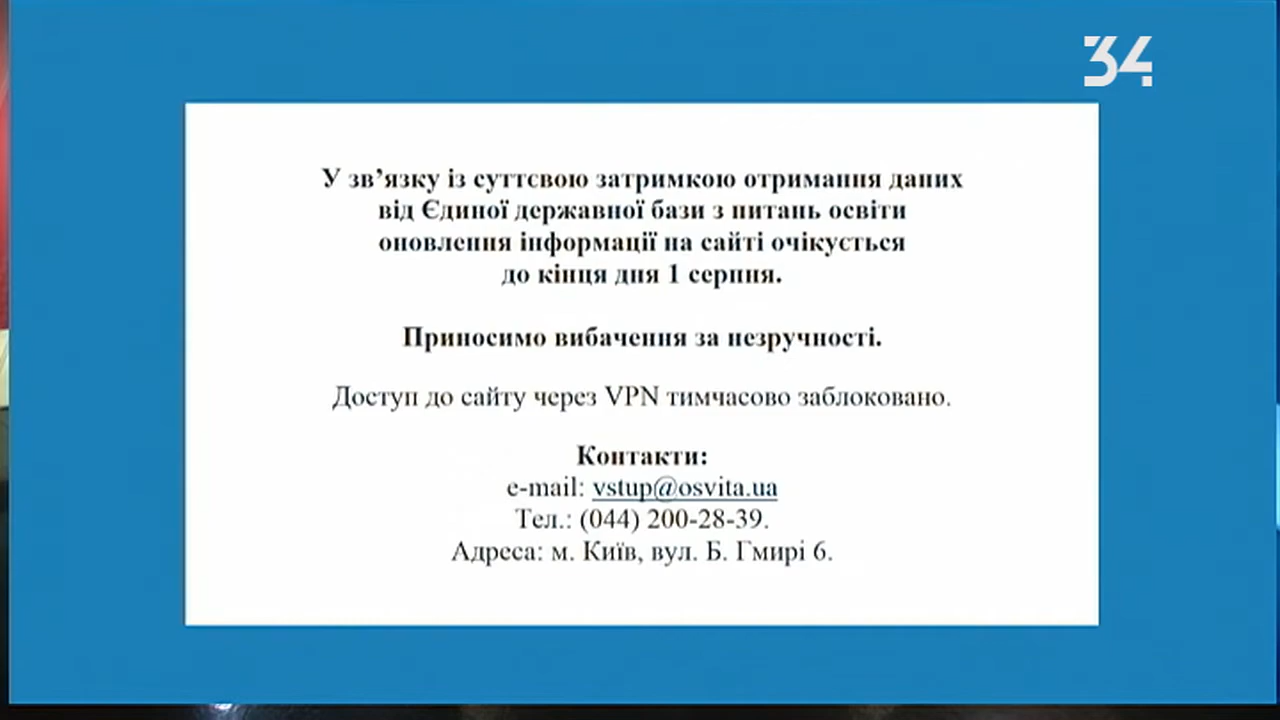 34
У зв’язку із суттєвою затримкою отримання даних
від Єдиної державної бази з питань освіти
оновлення інформації на сайті очікується
до кінця дня 1 серпня.
Приносимо вибачення за незручності.
Доступ до сайту через VPN тимчасово заблоковано.
Контакти:
e-mail: vstup@osvita.ua
Тел.: (044) 200-28-39.
Адреса: м. Київ, вул. Б. Гмирі 6.